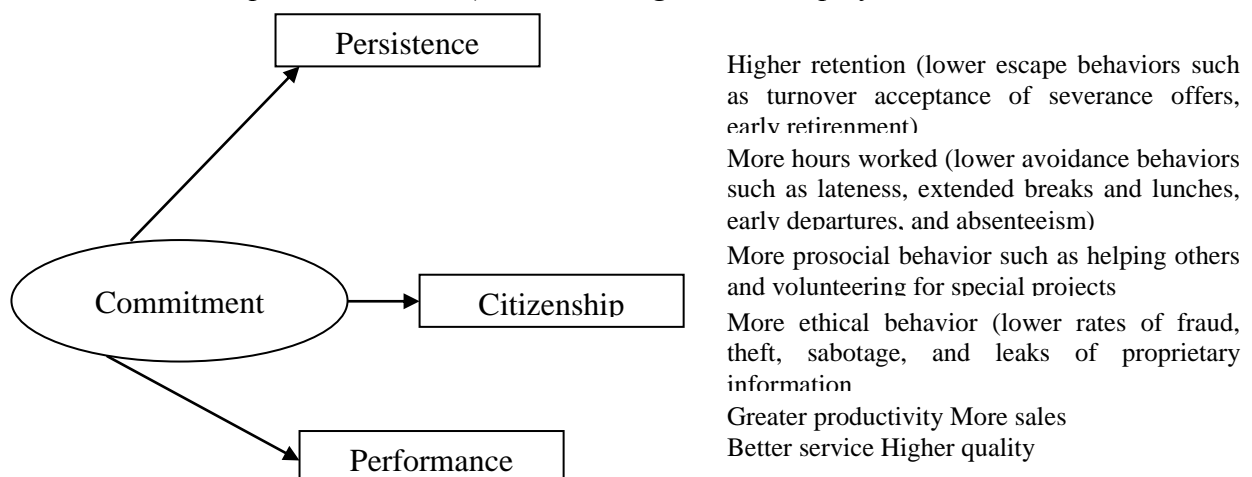 Persistence
Higher retention (lower escape behaviors such
as turnover acceptance of severance offers,
early retirenment)
More hours worked (lower avoidance behaviors
such as lateness, extended breaks and lunches,
early departures, and absenteeism)
More prosocial behavior such as helping others
and volunteering for special projects
Commitment
Citizenship
More ethical behavior (lower rates of fraud,
theft, sabotage, and leaks of proprietary
information
Greater productivity More sales
Better service Higher quality
Performance